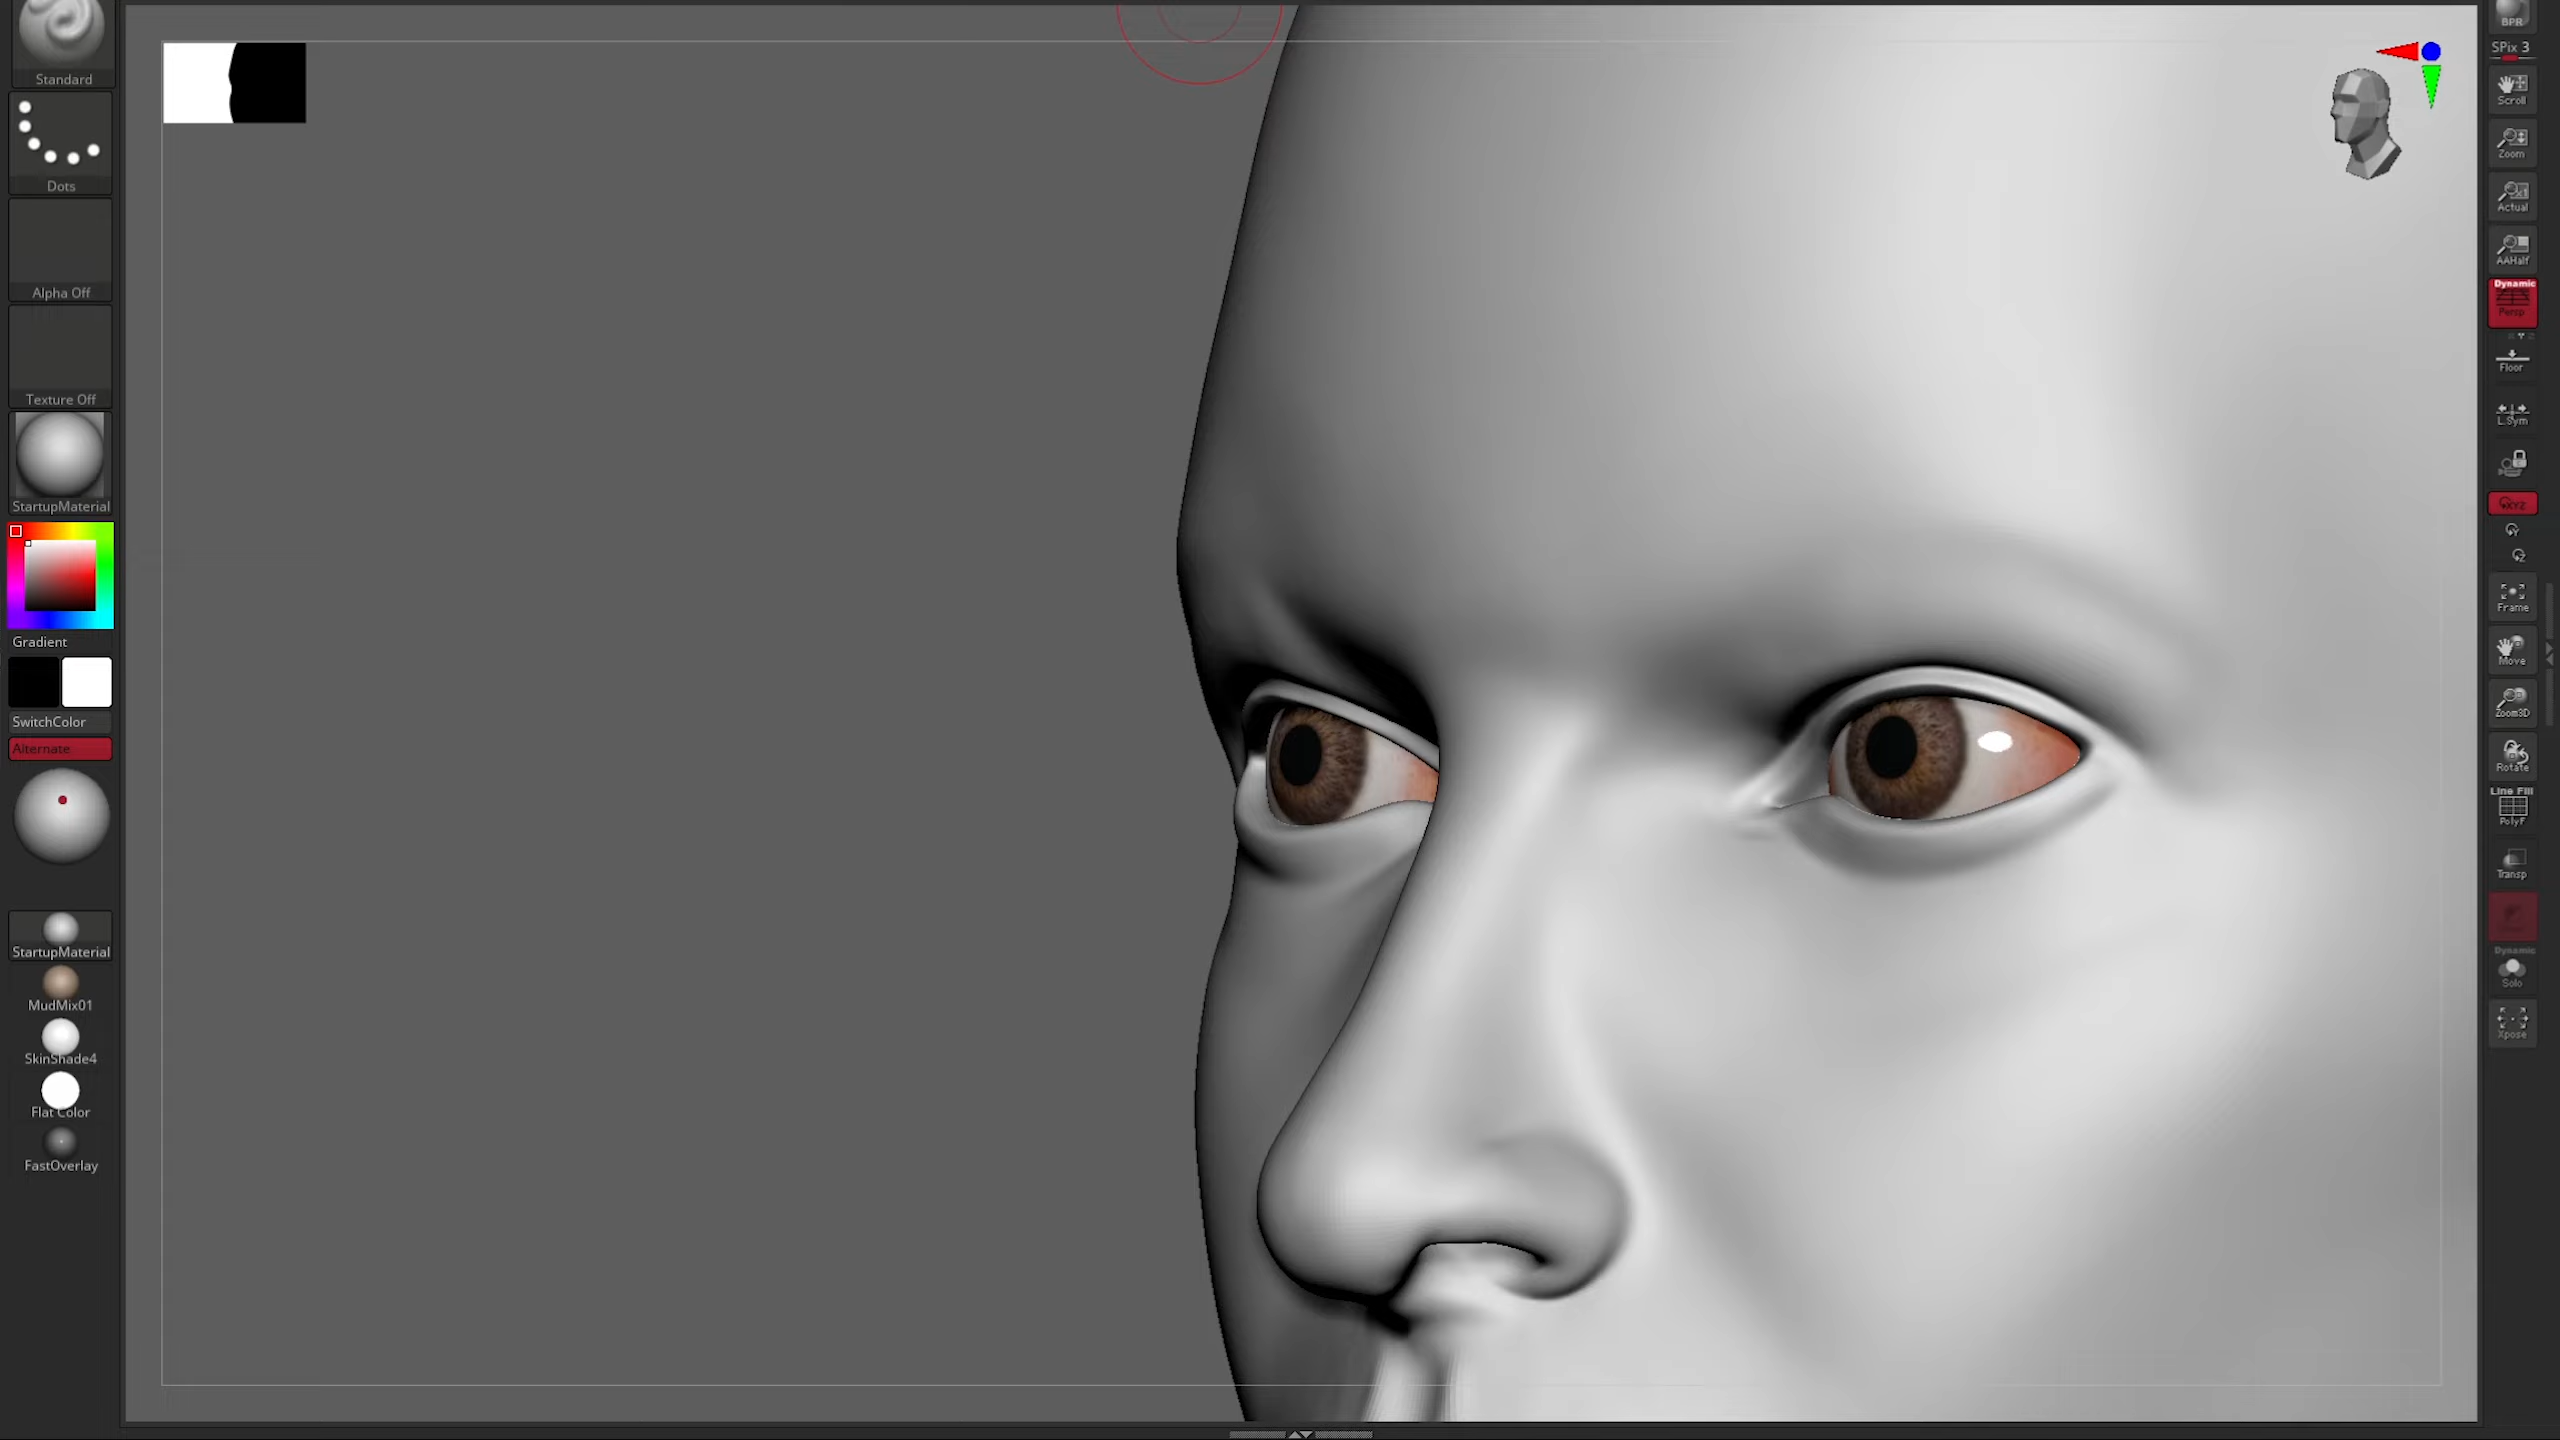 Standard
Dots
Alpha Off
Texture Off
StartupMaterial
Gradient
SwitchColor
Alternate
StartupMaterial
MudMix01
SkinShade4
Flat Color
FastOverlay
BPR
SPix 3
Scroll
Zoom
Actual
AAHalf
Dynamic
Persp
Floor
L.Sym
XYZ
Y
Z
Frame
Move
Zoom3D
Rotate
Line Fill
PolyF
Transp
Dynamic
Solo
Xpose